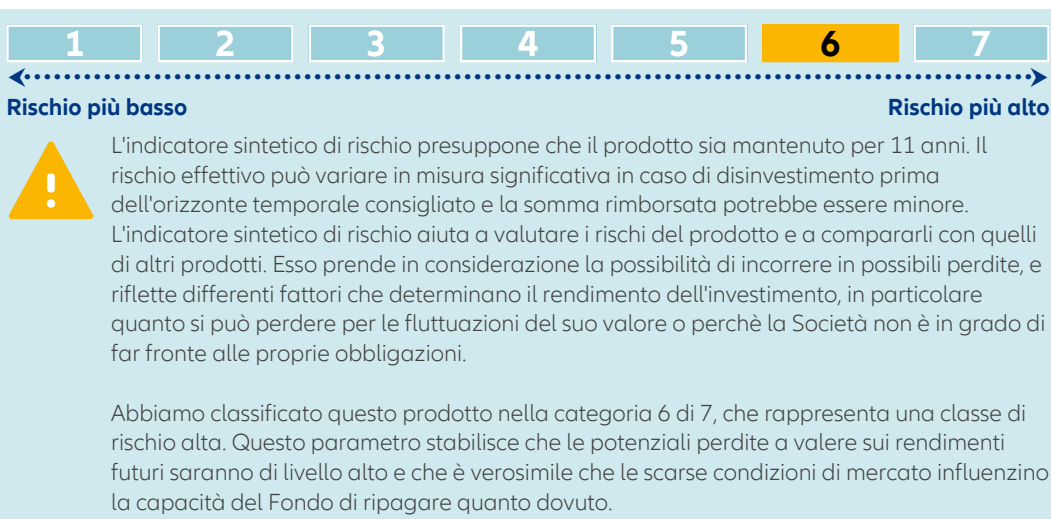 1 2 3 4 5 6 7
Rischio più basso Rischio più alto
L'indicatore sintetico di rischio presuppone che il prodotto sia mantenuto per 11 anni. Il
rischio effettivo può variare in misura significativa in caso di disinvestimento prima
dell'orizzonte temporale consigliato e la somma rimborsata potrebbe essere minore.
L'indicatore sintetico di rischio aiuta a valutare i rischi del prodotto e a compararli con quelli
di altri prodotti. Esso prende in considerazione la possibilità di incorrere in possibili perdite, e
riflette differenti fattori che determinano il rendimento dell'investimento, in particolare
quanto si può perdere per le fluttuazioni del suo valore o perchè la Società non è in grado di
far fronte alle proprie obbligazioni.
Abbiamo classificato questo prodotto nella categoria 6 di 7, che rappresenta una classe di
rischio alta. Questo parametro stabilisce che le potenziali perdite a valere sui rendimenti
futuri saranno di livello alto e che è verosimile che le scarse condizioni di mercato influenzino
la capacità del Fondo di ripagare quanto dovuto.